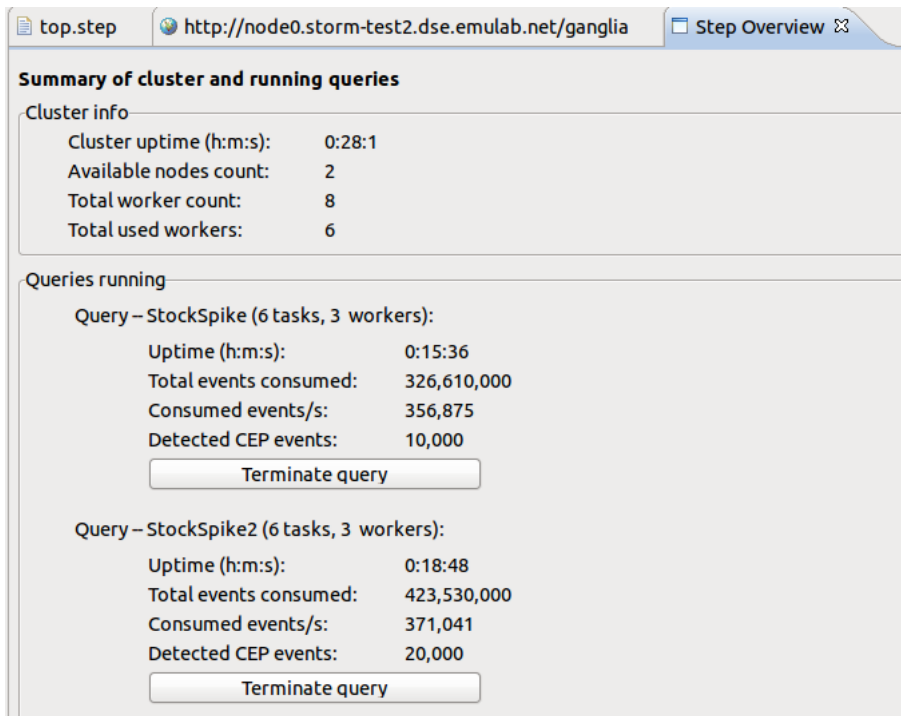 top.step http://node0.storm-test2.dse.emulab.net/ganglia Step Overview
Summary of cluster and running queries
Cluster info
Cluster uptime (h:m:s): 0:28:1
Available nodes count: 2
Total worker count: 8
Total used workers: 6
Queries running
Query -- StockSpike (6 tasks, 3 workers):
Uptime (h:m:s): 0:15:36
Total events consumed: 326,610,000
Consumed events/s: 356,875
Detected CEP events: 10,000
Terminate query
Query -- StockSpike2 (6 tasks, 3 workers):
Uptime (h:m:s): 0:18:48
Total events consumed: 423,530,000
Consumed events/s: 371,041
Detected CEP events: 20,000
Terminate query